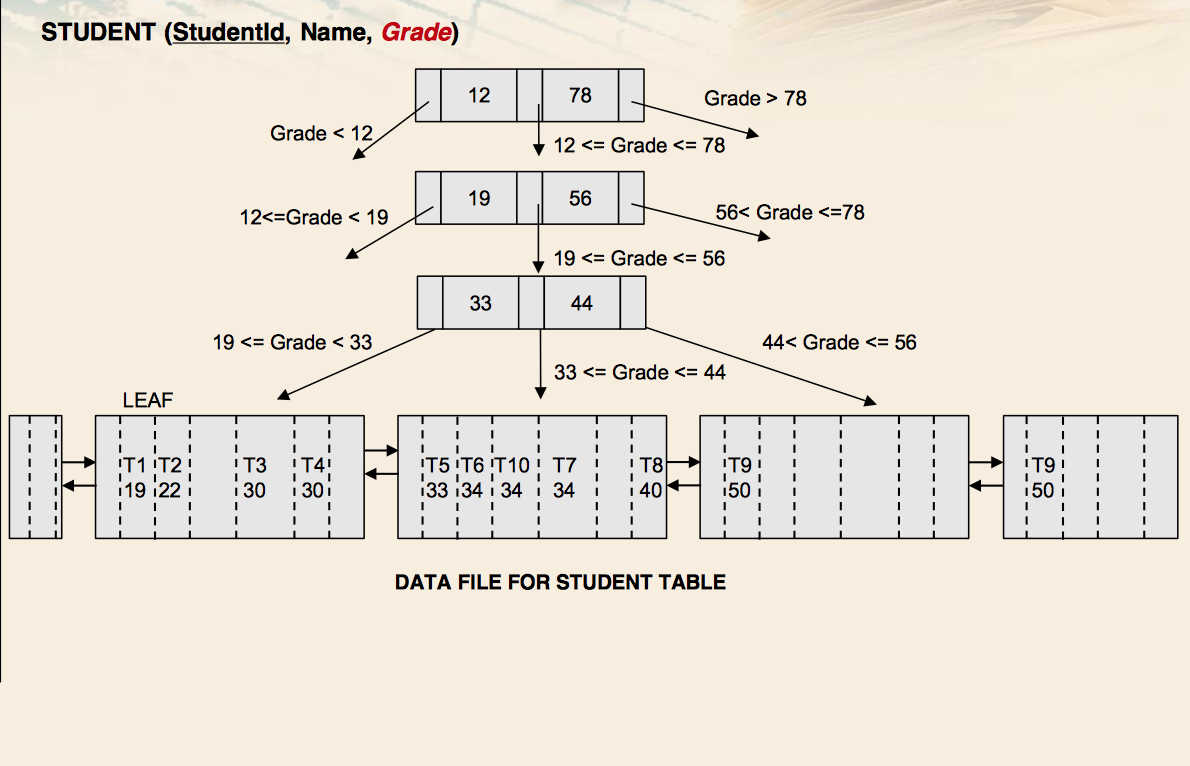 STUDENT (StudentId, Name, Grade)
12 78
Grade > 78
Grade < 12
12 <= Grade <= 78
19 56
12<=Grade < 19
56< Grade <=78
19 <= Grade <= 56
33 44
19 <= Grade < 33
44< Grade <= 56
33 <= Grade <= 44
LEAF
T1 T2 T3 T4 T5 T6 T10 T7 T8 T9 T9
19 22 30 30 33 34 34 34 40 50 50
DATA FILE FOR STUDENT TABLE